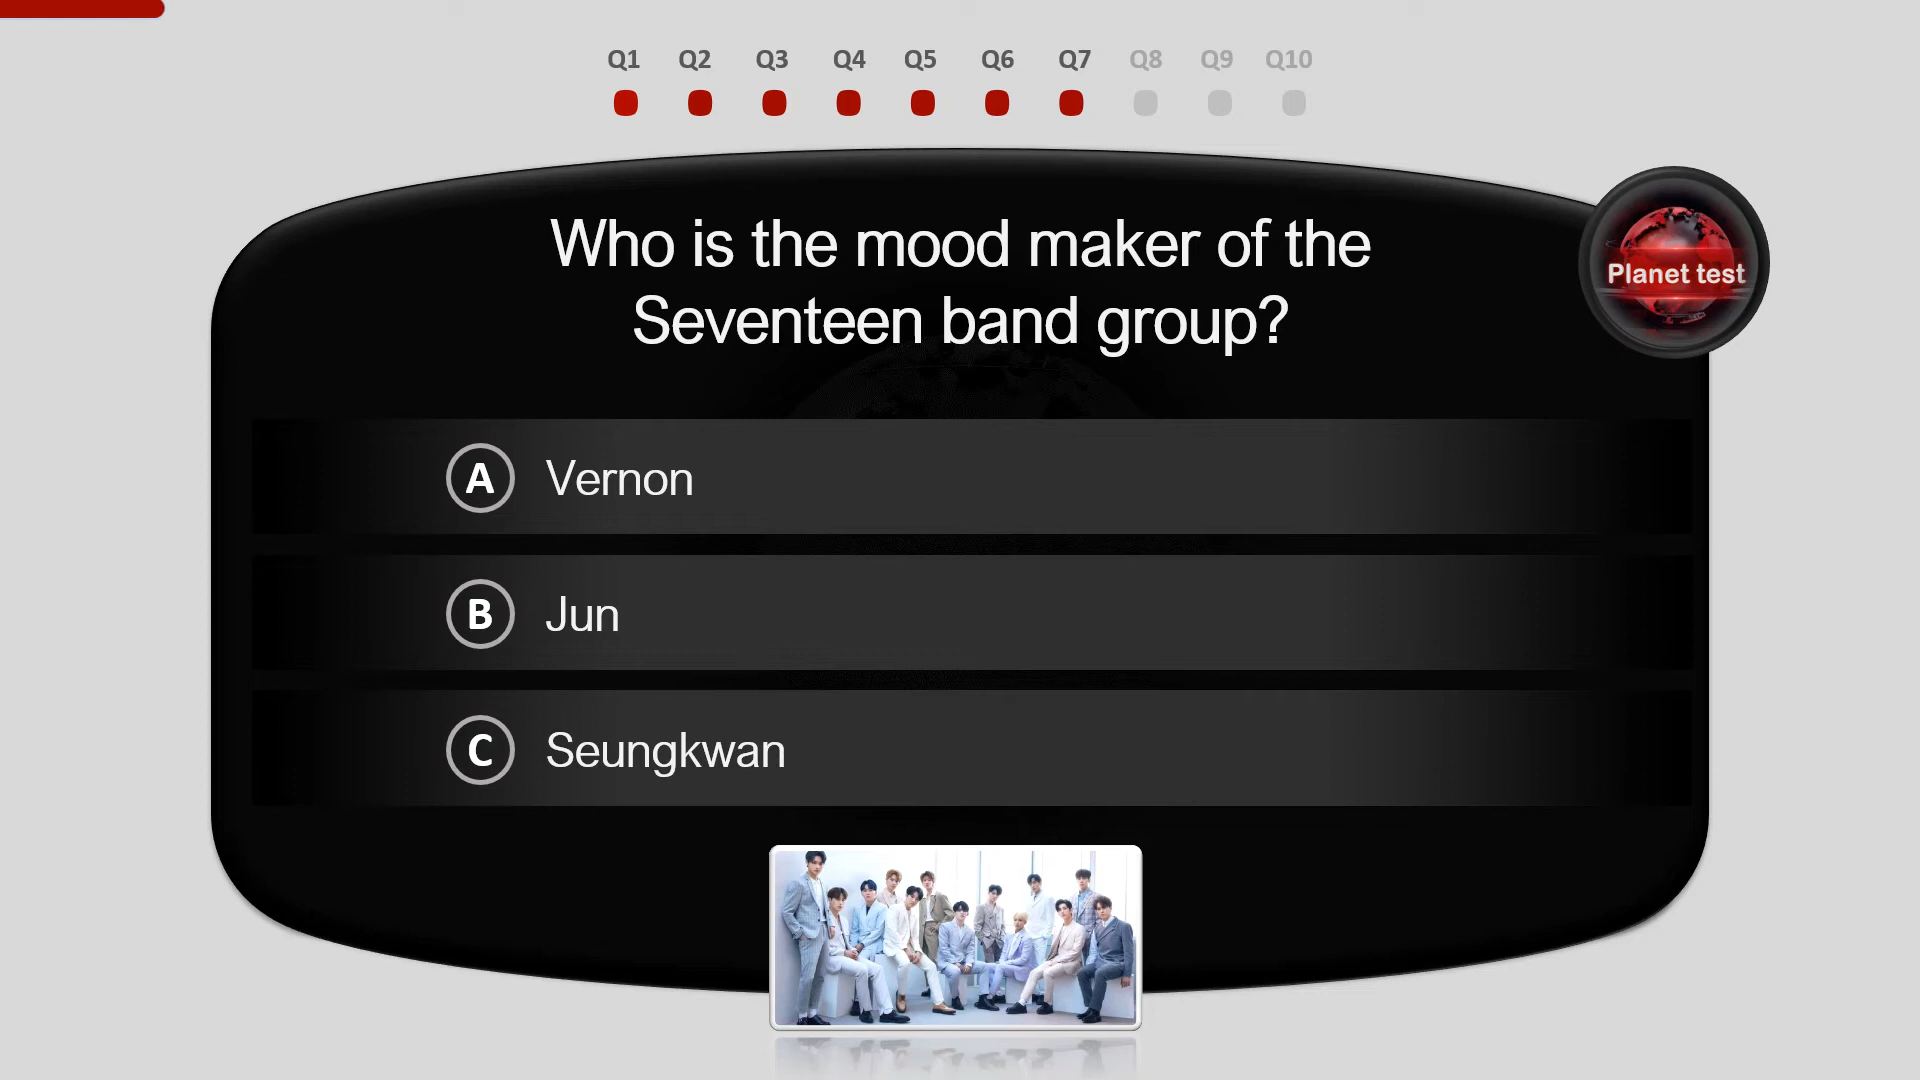 Q1 Q2 Q3 Q4 Q5 Q6 Q7 Q8 Q9 Q10
Who is the mood maker of the
Seventeen band group?
Planet test
A Vernon
B Jun
C Seungkwan